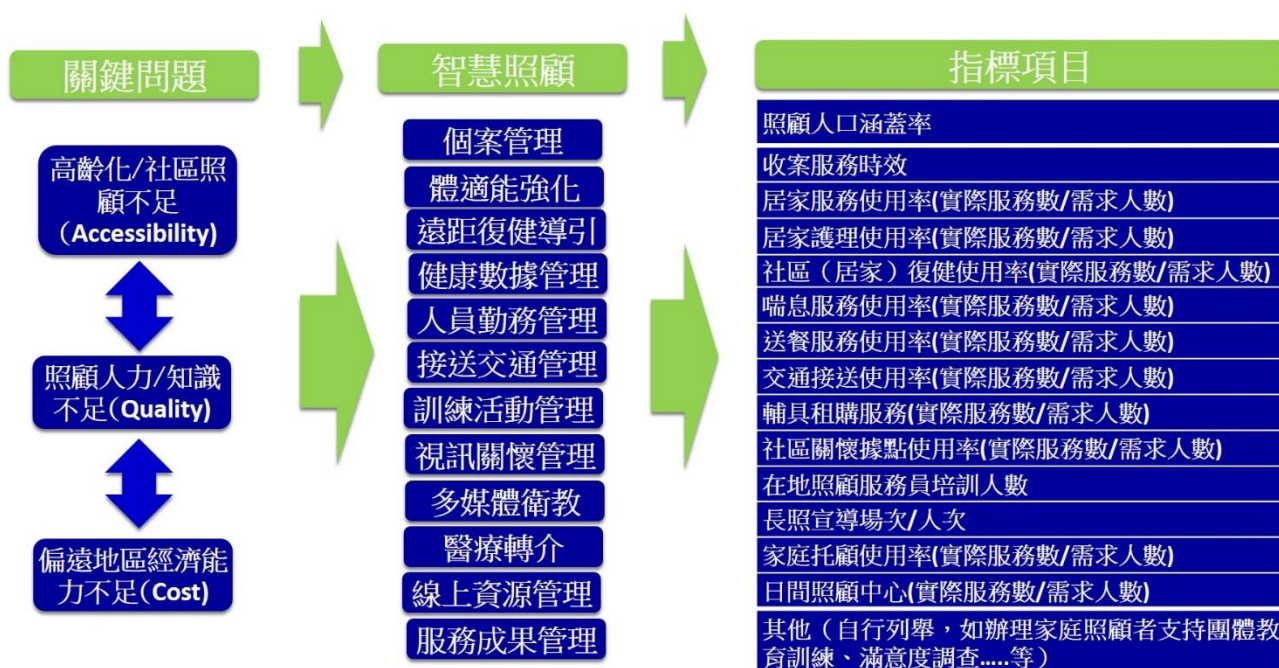 關鍵問題
高齡化/社區照
顧不足
(Accessibility)
照顧人力/知識
不足(Quality)
偏遠地區經濟能
力不足(Cost)
智慧照顧
個案管理
體適能強化
遠距復健導引
健康數據管理
人員勤務管理
接送交通管理
訓練活動管理
視訊關懷管理
多媒體衛教
醫療轉介
線上資源管理
服務成果管理
指標項目
照顧人口涵蓋率
收案服務時效
居家服務使用率(實際服務數/需求人數)
居家護理使用率(實際服務數/需求人數)
社區（居家）復健使用率(實際服務數/需求人數)
喘息服務使用率(實際服務數/需求人數)
送餐服務使用率(實際服務數/需求人數)
交通接送使用率(實際服務數/需求人數)
輔具租購服務(實際服務數/需求人數)
社區關懷據點使用率(實際服務數/需求人數)
在地照顧服務員培訓人數
長照宣導場次/人次
家庭托顧使用率(實際服務數/需求人數)
日間照顧中心(實際服務數/需求人數)
其他（自行列舉，如辦理家庭照顧者支持團體教
育訓練、滿意度調查.....等）